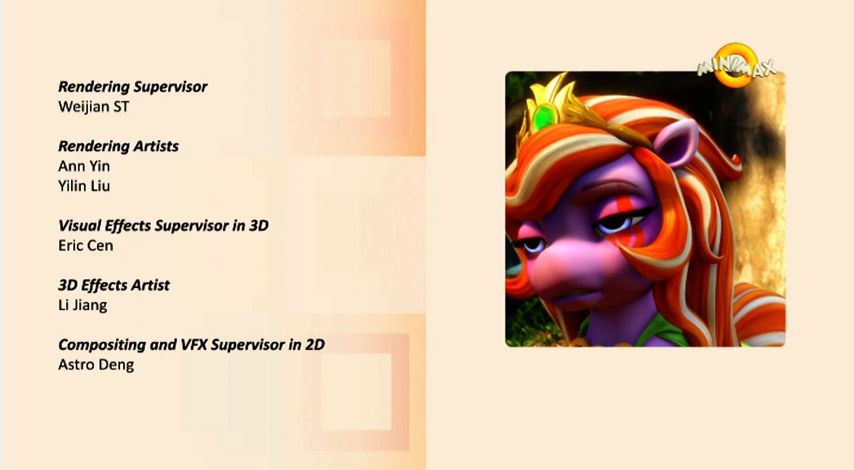 Rendering Supervisor
Weijian ST
Rendering Artists
Ann Yin
Yilin Liu
Visual Effects Supervisor in 3D
Eric Cen
3D Effects Artist
Li Jiang
Compositing and VFX Supervisor in 2D
Astro Deng
MINIMAX